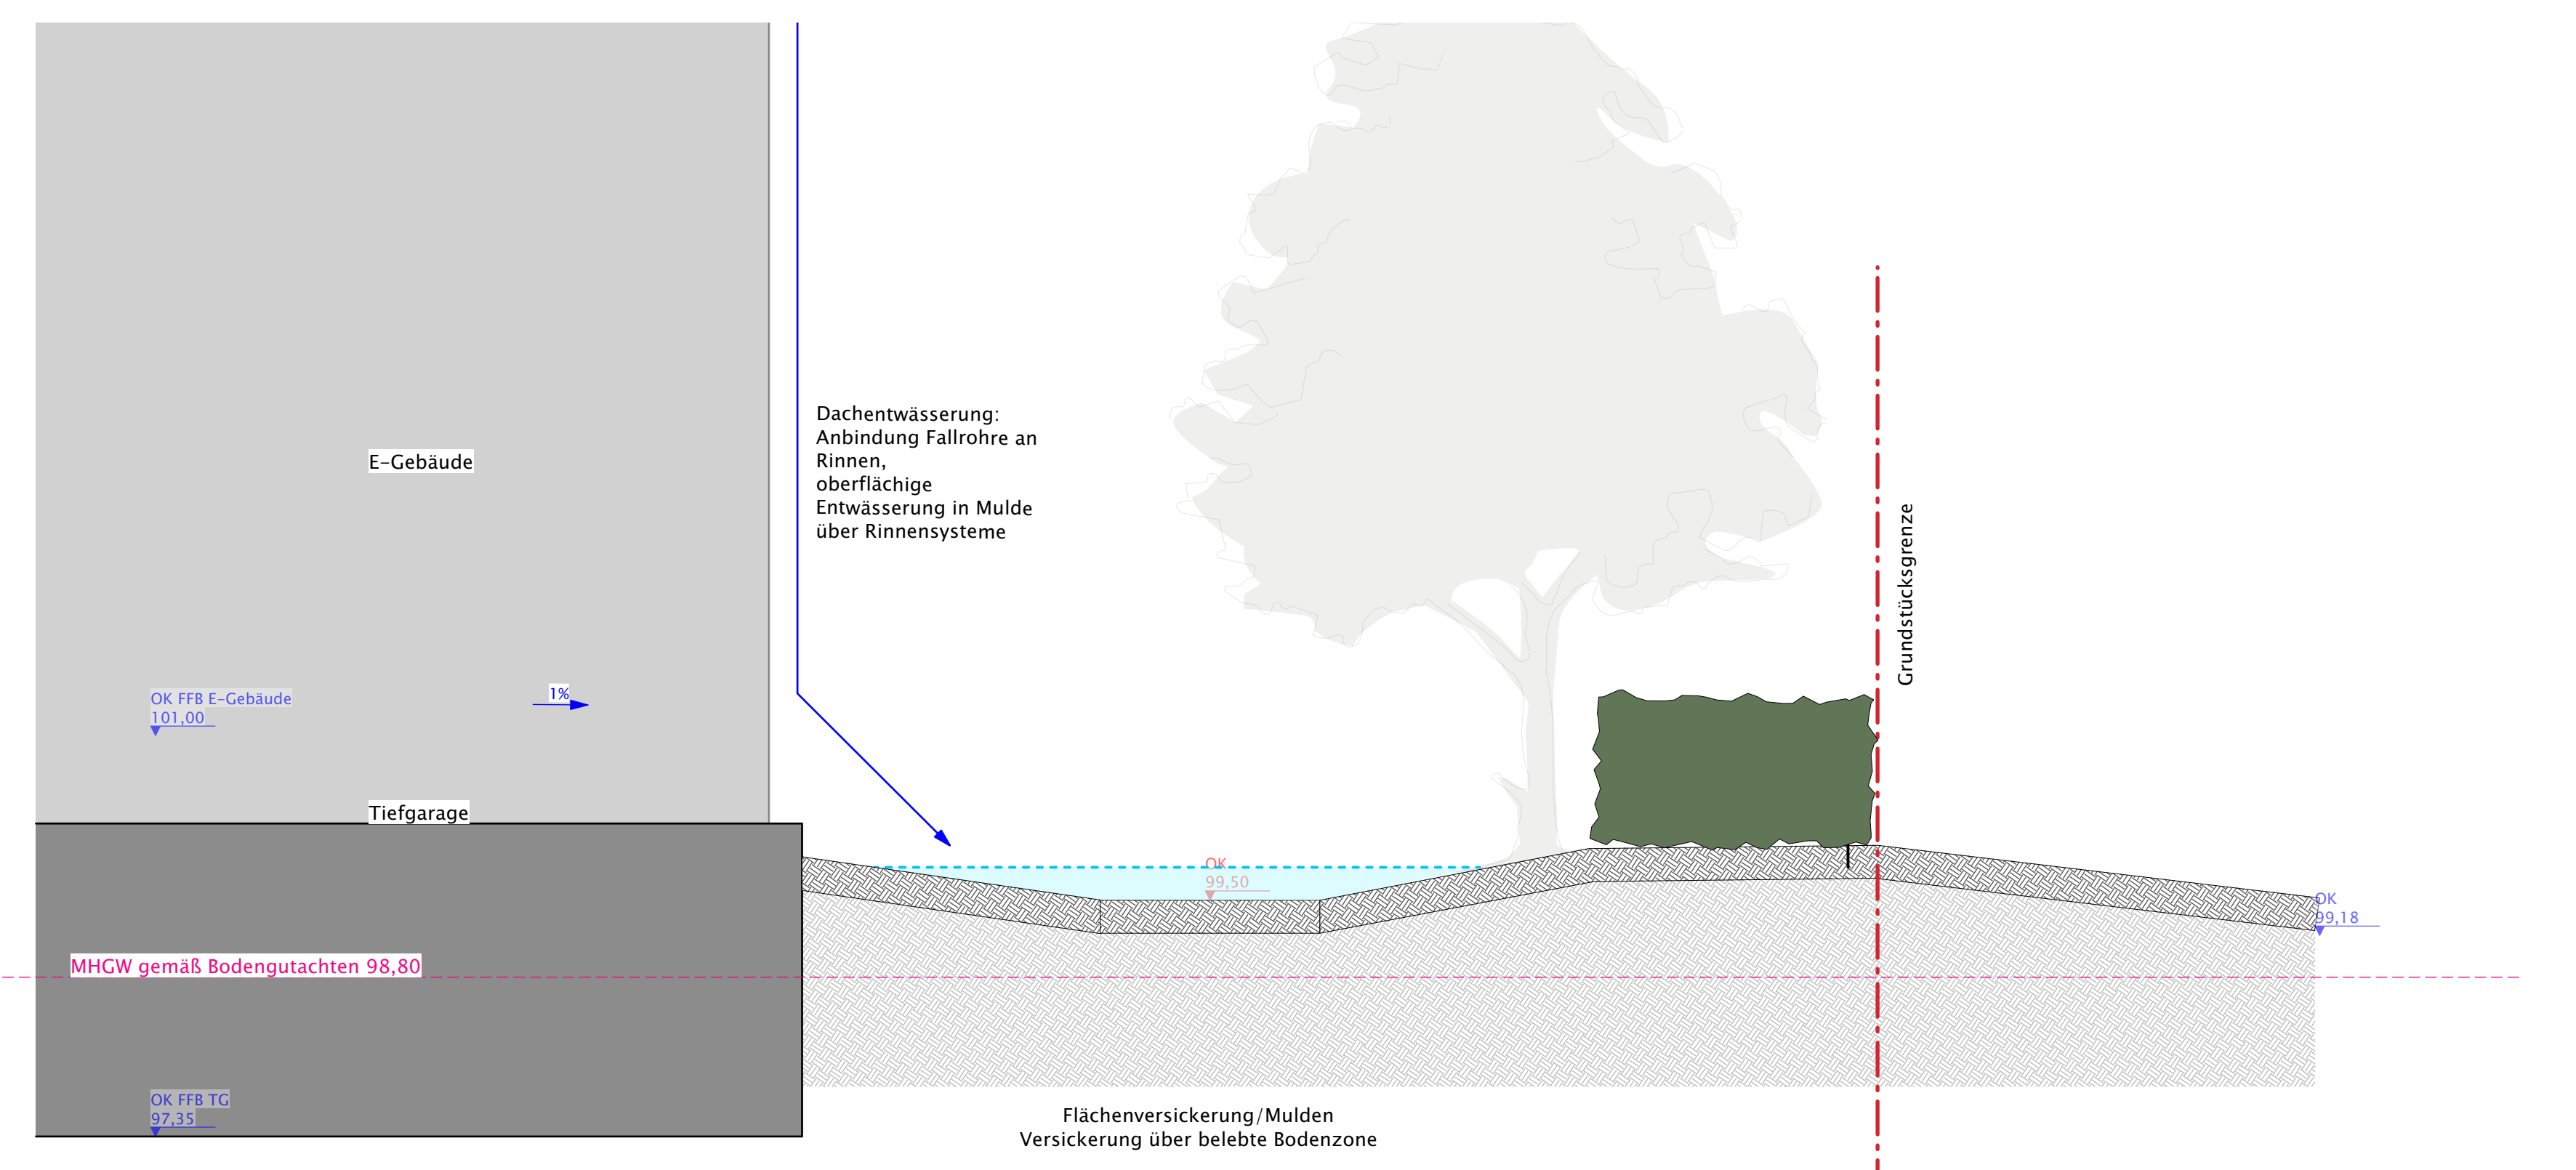 Dachentwässerung:
Anbindung Fallrohre an
Rinnen,
oberflächige
Entwässerung in Mulde
über Rinnensysteme
E-Gebäude
Grundstücksgrenze
OK FFB E-Gebäude
101,00
1%
Tiefgarage
OK
99,50
OK
99,18
MHGW gemäß Bodengutachten 98,80
OK FFB TG
97,35
Flächenversickerung/Mulden
Versickerung über belebte Bodenzone